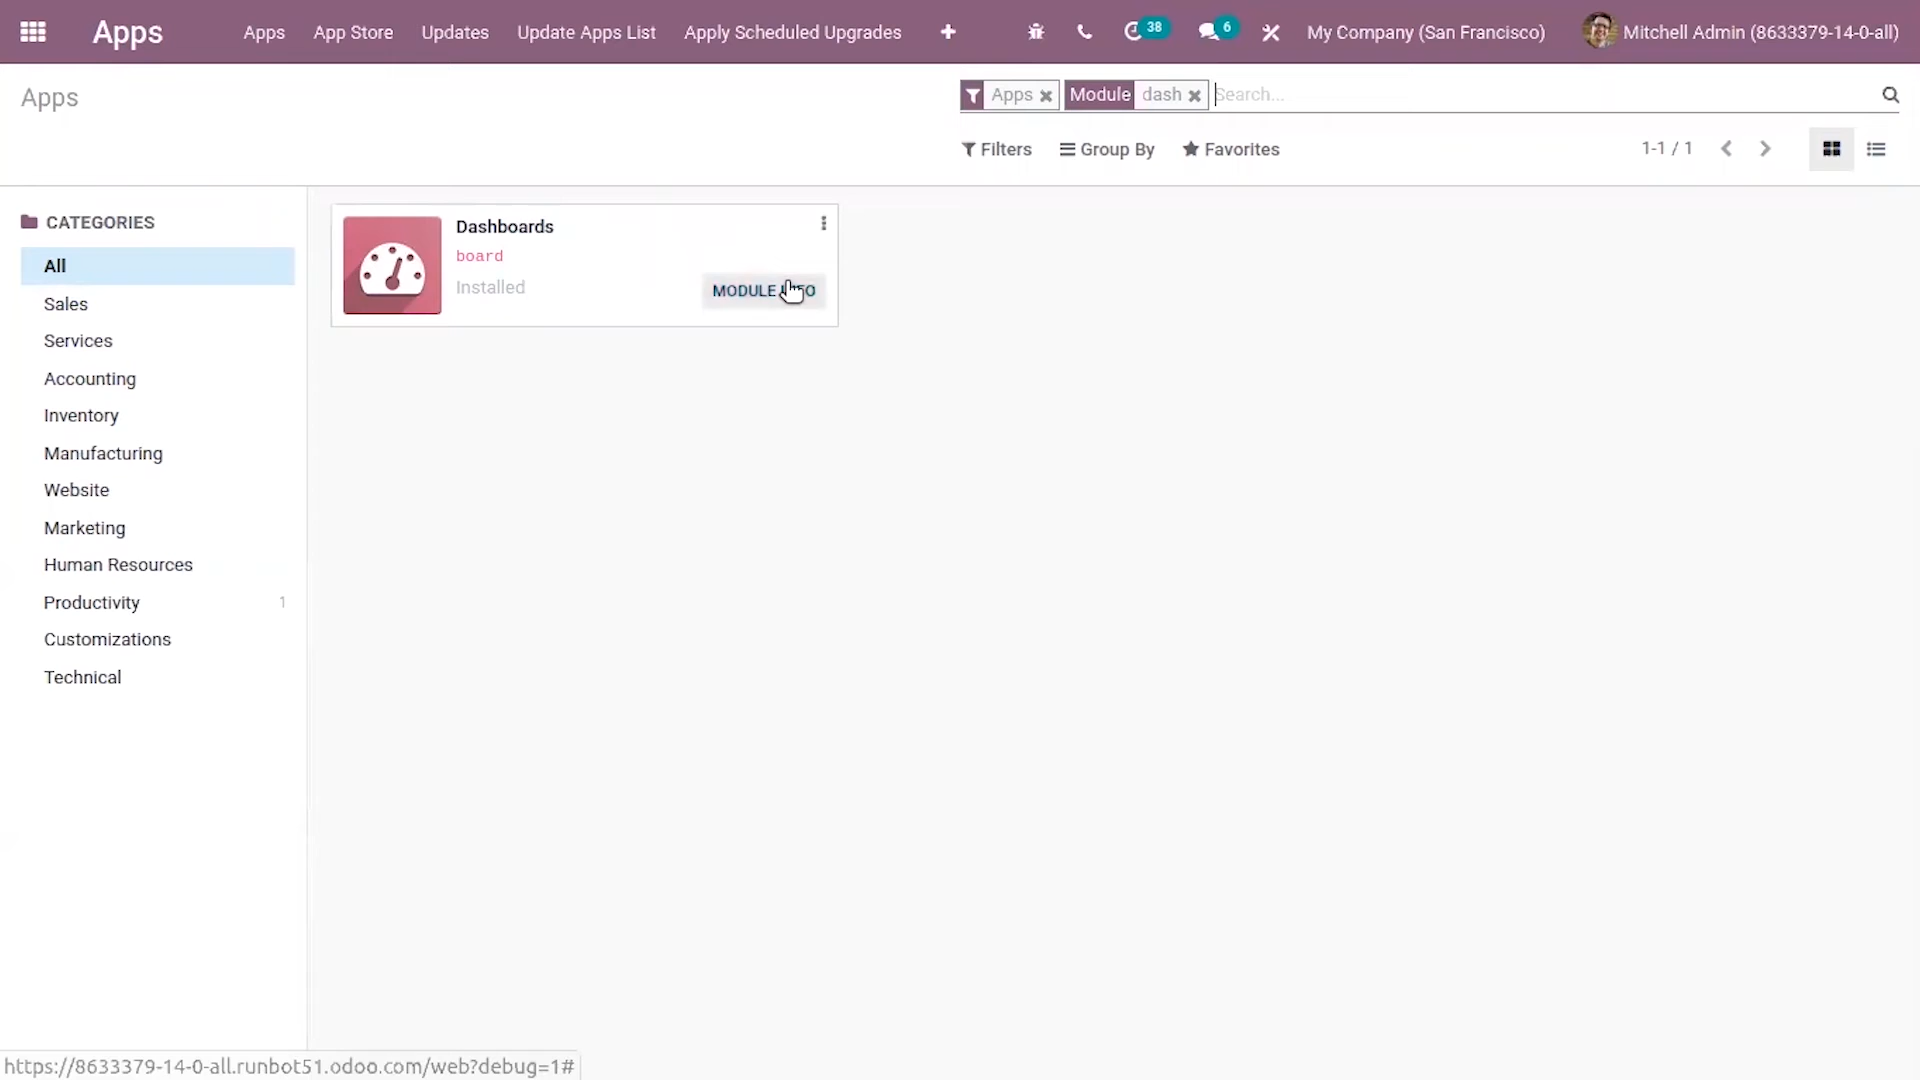 Apps Apps App Store Updates Update Apps List Apply Scheduled Upgrades 38 6 My Company (San Francisco) Mitchell Admin (8633379-14-0-all)
Apps
Apps Module dash Search...
Filters Group By Favorites 1-1 / 1
CATEGORIES
All
Sales
Services
Accounting
Inventory
Manufacturing
Website
Marketing
Human Resources
Productivity 1
Customizations
Technical
Dashboards
board
Installed
MODULE INFO
https://8633379-14-0-all.runbot51.odoo.com/web?debug=1#